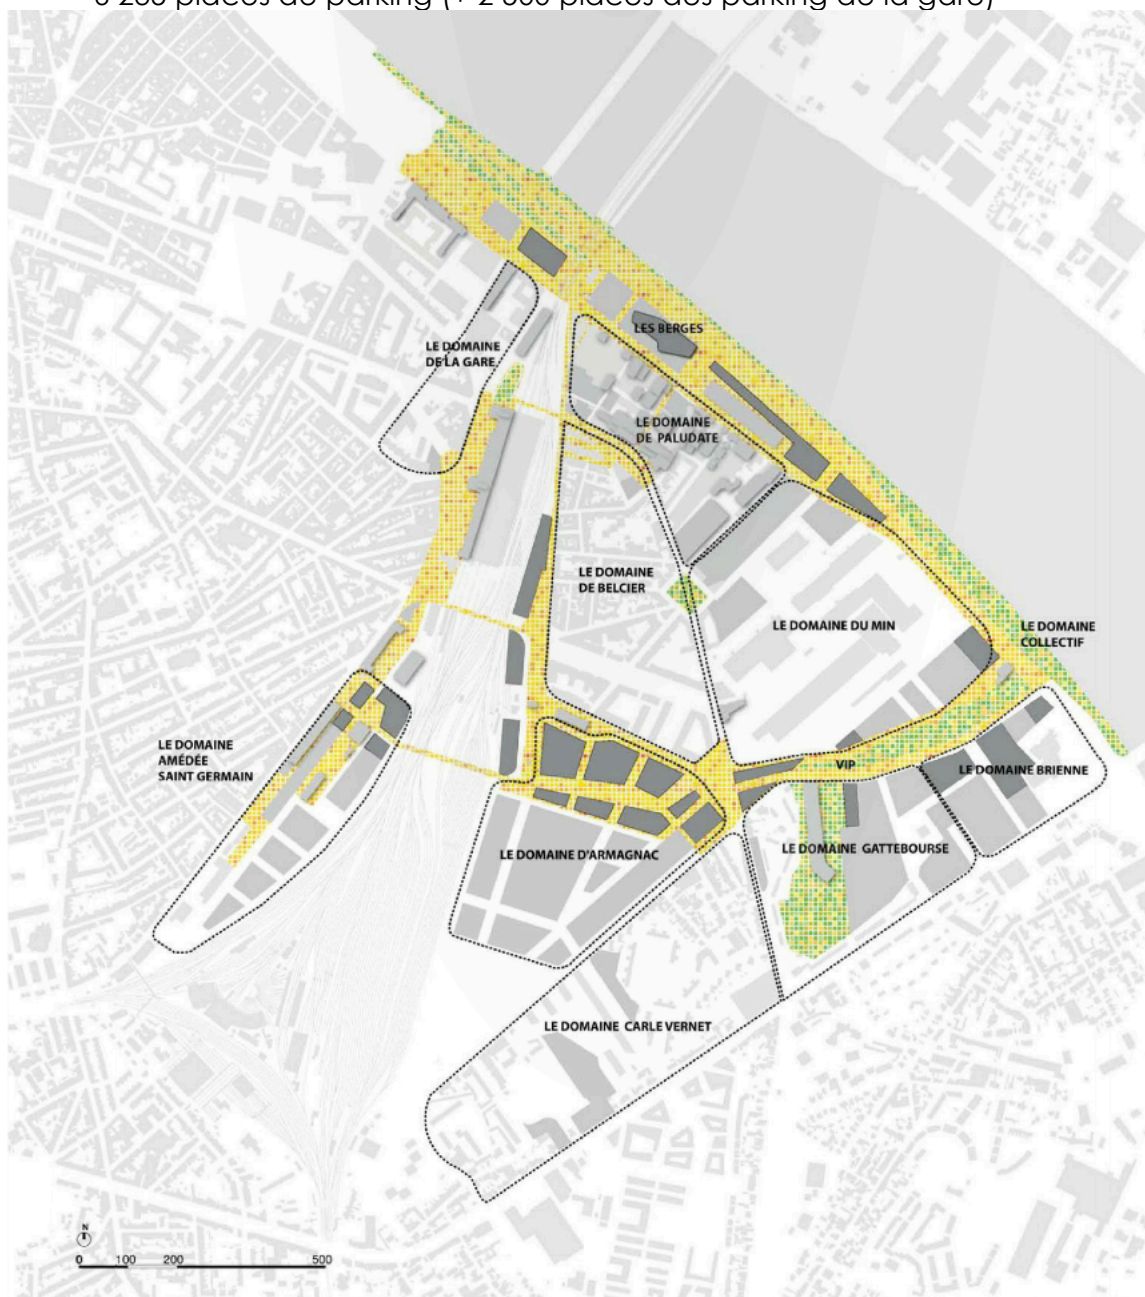 places de parking (+ 2 000 places des parking de la gare)
LES BERGES
LE DOMAINE
DE LA GARE
LE DOMAINE
DE PALUDATE
LE DOMAINE
DE BELCIER
LE DOMAINE DU MIN
LE DOMAINE
COLLECTIF
LE DOMAINE
AMÉDÉE
SAINT GERMAIN
VIP
LE DOMAINE BRIENNE
LE DOMAINE D'ARMAGNAC
LE DOMAINE GATTEBOURSE
LE DOMAINE CARLE VERNET
N
0 100 200 500